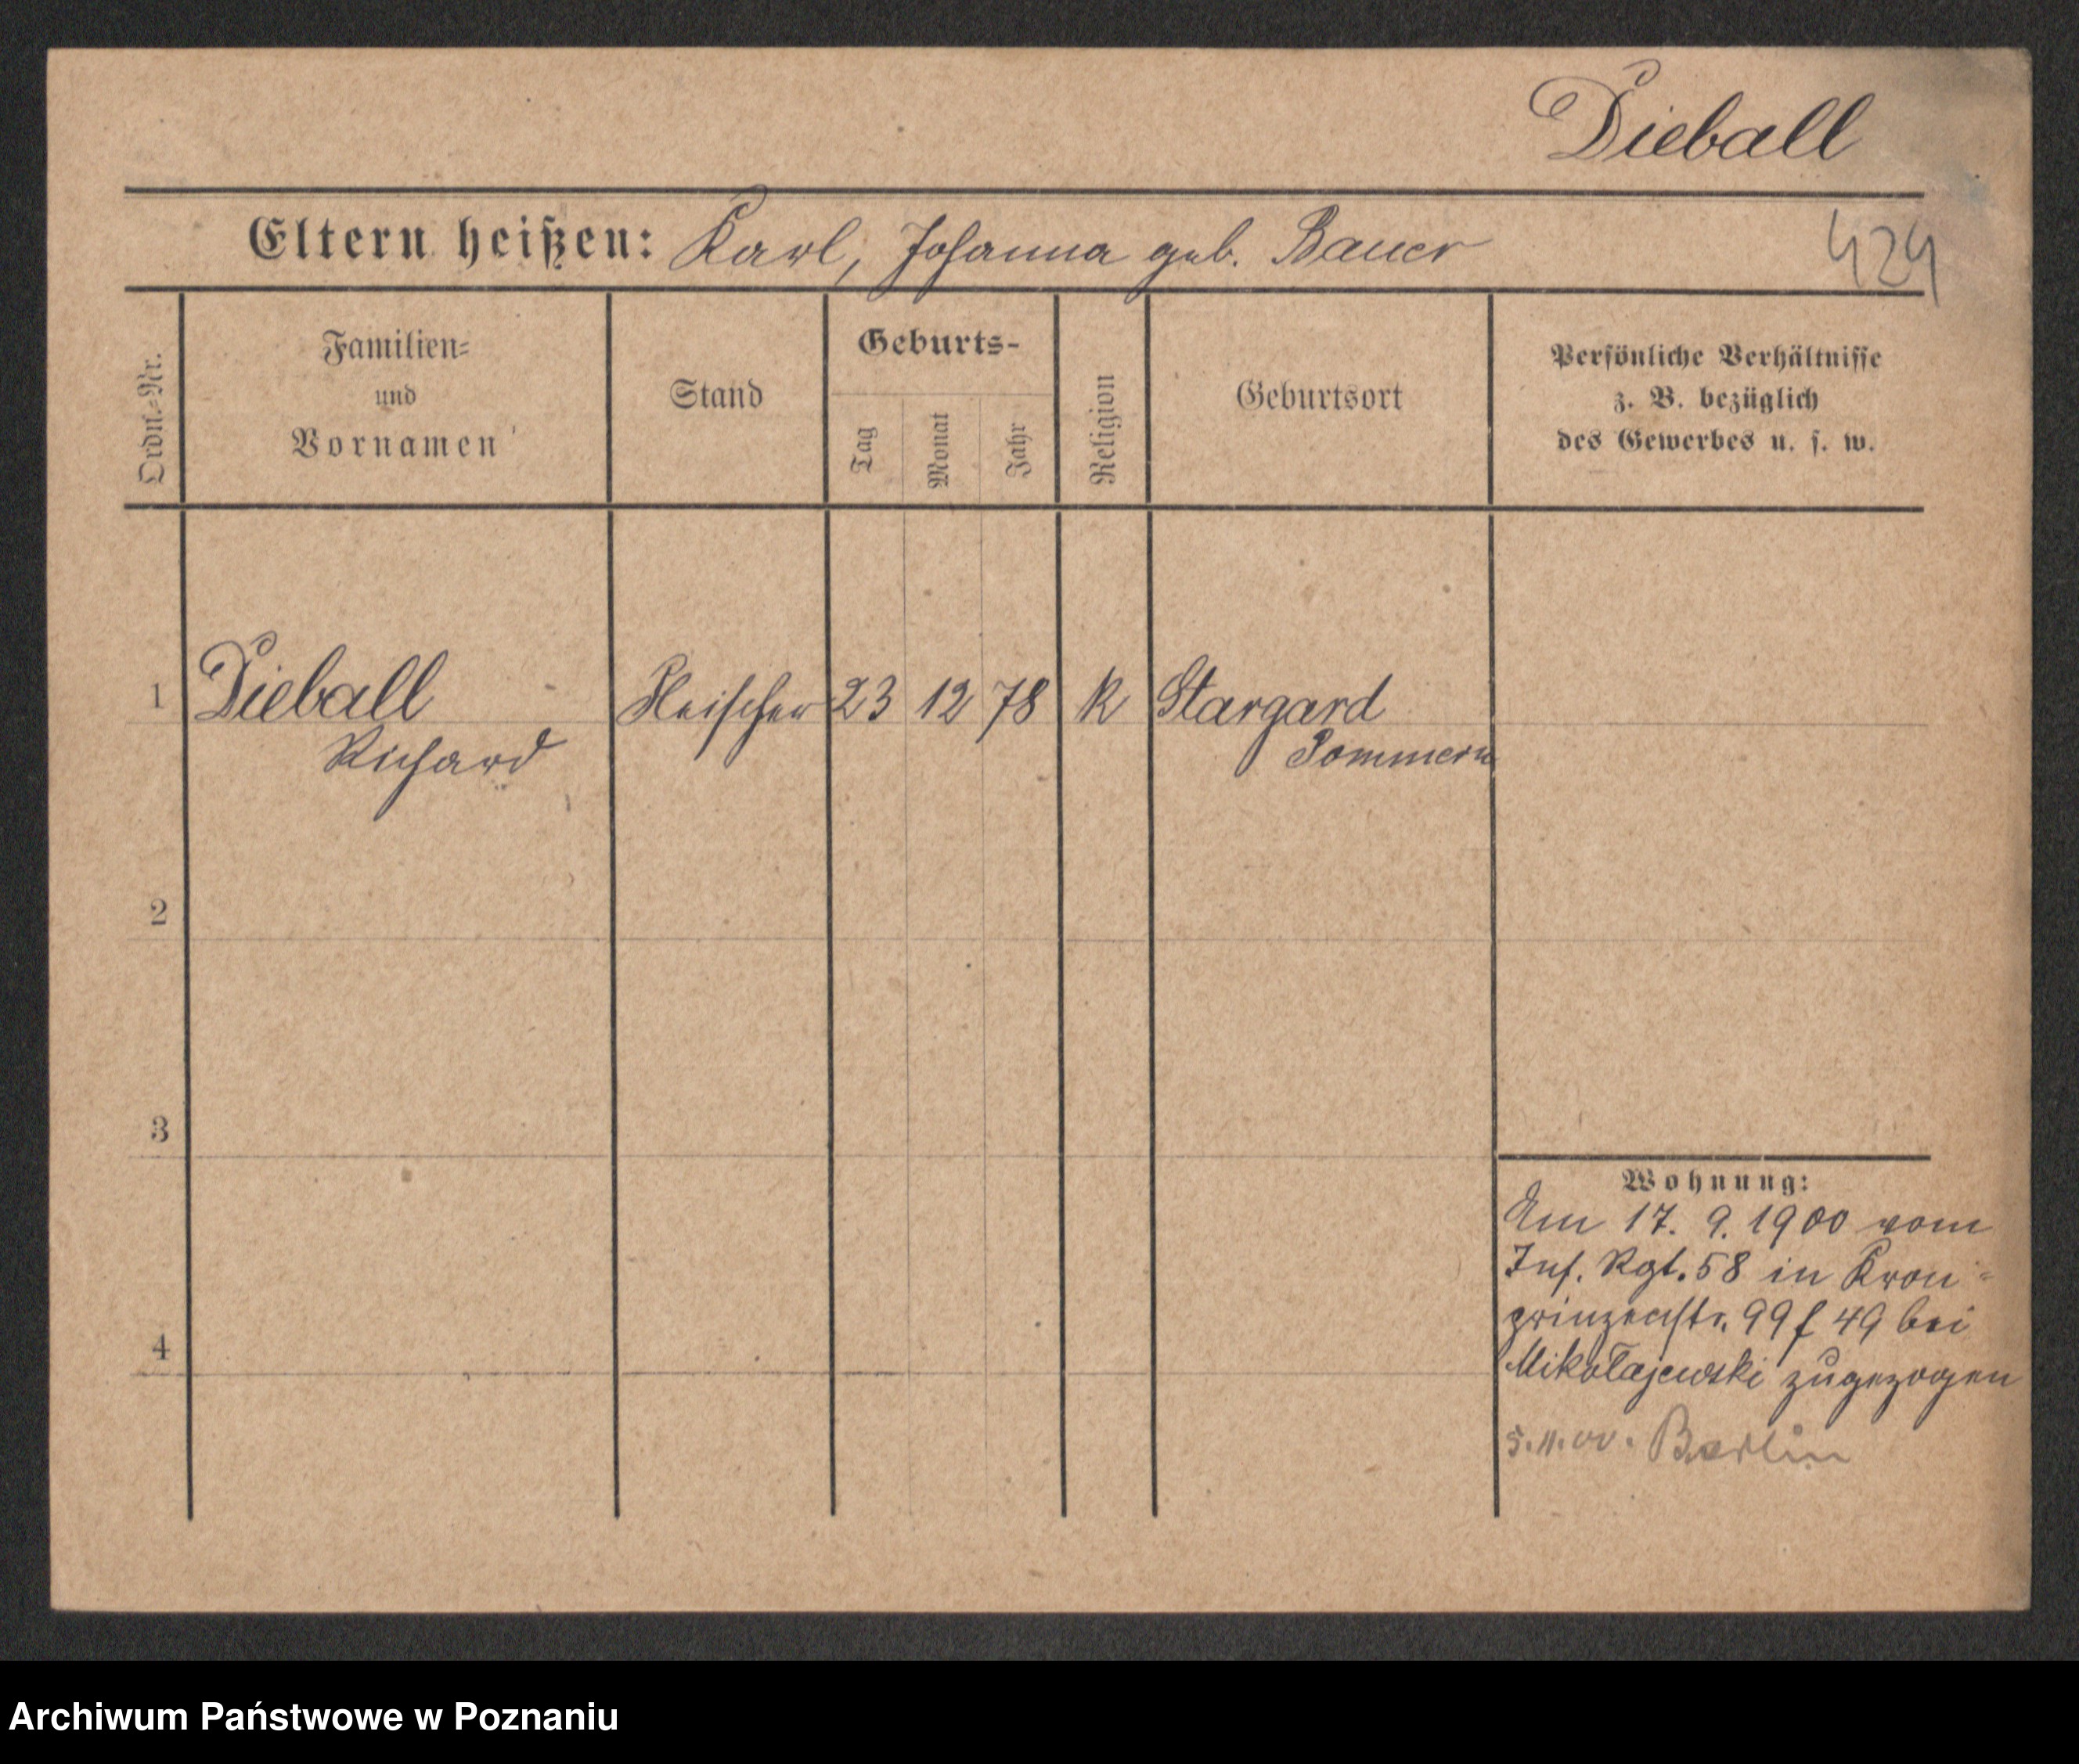 Dieball
Eltern heißen: Karl, Johanna geb. Bauer
424
Ordn.-Nr.
Familien-
und
Vornamen
Stand
Geburts-
Tag
Monat
Jahr
Religion
Geburtsort
Persönliche Verhältnisse
z. B. bezüglich
des Gewerbes u. s. w.
1 Dieball Fleischer 23 12 78 K Stargard
Richard Pommern
2
3
Wohnung:
Am 17. 9. 1900 vom
Inf. Rgt. 58 in Kron-
prinzenstr. 99 f 49 bei
4
Mikołajewski zugezogen
5.11.00. Berlin
Archiwum Państwowe w Poznaniu